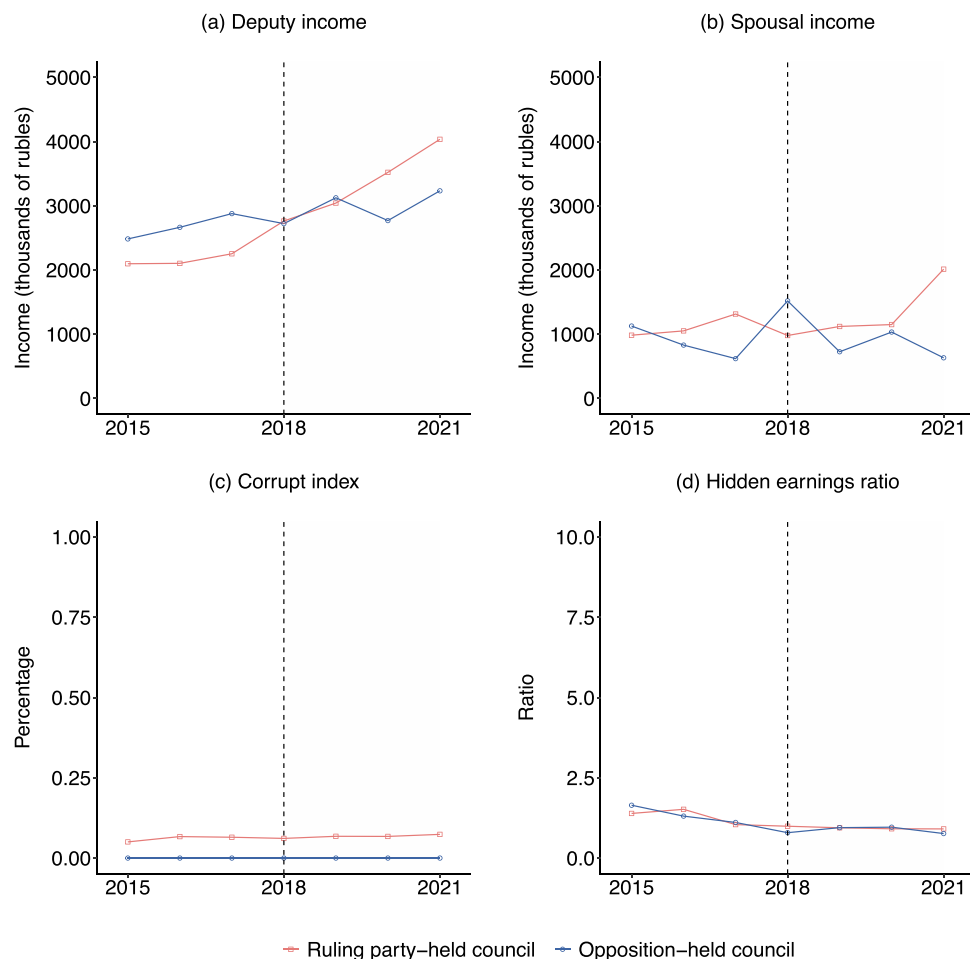 (a) Deputy income
Income (thousands of rubles)
5000
4000
3000
2000
1000
0
2015 2018 2021
(b) Spousal income
Income (thousands of rubles)
5000
4000
3000
2000
1000
0
2015 2018 2021
(c) Corrupt index
Percentage
1.00
0.75
0.50
0.25
0.00
2015 2018 2021
(d) Hidden earnings ratio
Ratio
10.0
7.5
5.0
2.5
0.0
2015 2018 2021
Ruling party−held council Opposition−held council